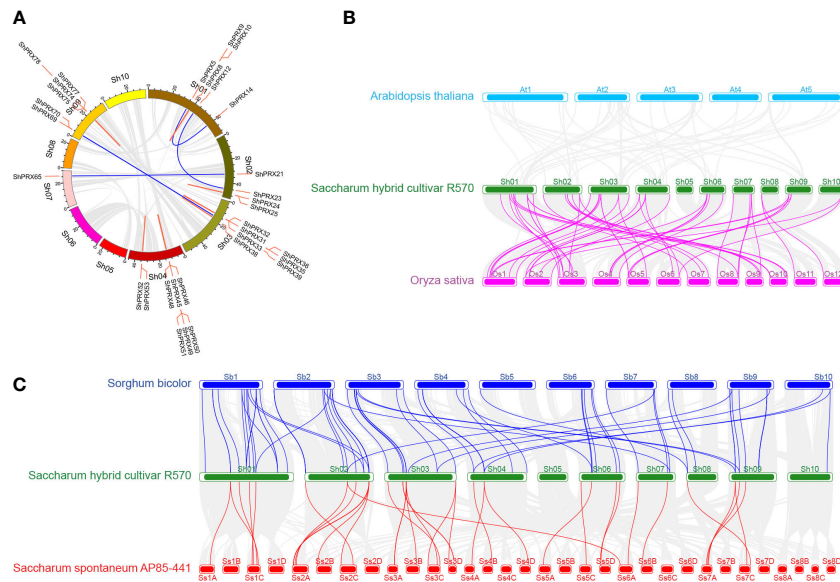 A
B
ShPRX9
ShPRX10
ShPRX5
ShPRX8
ShPRX12
ShPRX14
ShPRX78
ShPRX77
ShPRX74
ShPRX75
ShPRX70
ShPRX69
ShPRX65
ShPRX21
ShPRX23
ShPRX24
ShPRX25
ShPRX32
ShPRX31
ShPRX33
ShPRX38
ShPRX36
ShPRX35
ShPRX39
ShPRX52
ShPRX53
ShPRX46
ShPRX45
ShPRX48
ShPRX50
ShPRX49
ShPRX51
Sh10
Sh01
Sh02
Sh03
Sh04
Sh05
Sh06
Sh07
Sh08
Sh09
At1 At2 At3 At4 At5
Arabidopsis thaliana
Sh01 Sh02 Sh03 Sh04 Sh05 Sh06 Sh07 Sh08 Sh09 Sh10
Saccharum hybrid cultivar R570
Oryza sativa
Os1 Os2 Os3 Os4 Os5 Os6 Os7 Os8 Os9 Os10 Os11 Os12
C
Sorghum bicolor
Sb1 Sb2 Sb3 Sb4 Sb5 Sb6 Sb7 Sb8 Sb9 Sb10
Saccharum hybrid cultivar R570
Sh01 Sh02 Sh03 Sh04 Sh05 Sh06 Sh07 Sh08 Sh09 Sh10
Saccharum spontaneum AP85-441
Ss1B Ss1D Ss2B Ss2D Ss3B Ss3D Ss4B Ss4D Ss5B Ss5D Ss6B Ss6D Ss7B Ss7D Ss8B
Ss1A Ss1C Ss2A Ss2C Ss3A Ss3C Ss4A Ss4C Ss5A Ss5C Ss6A Ss6C Ss7A Ss7C Ss8A